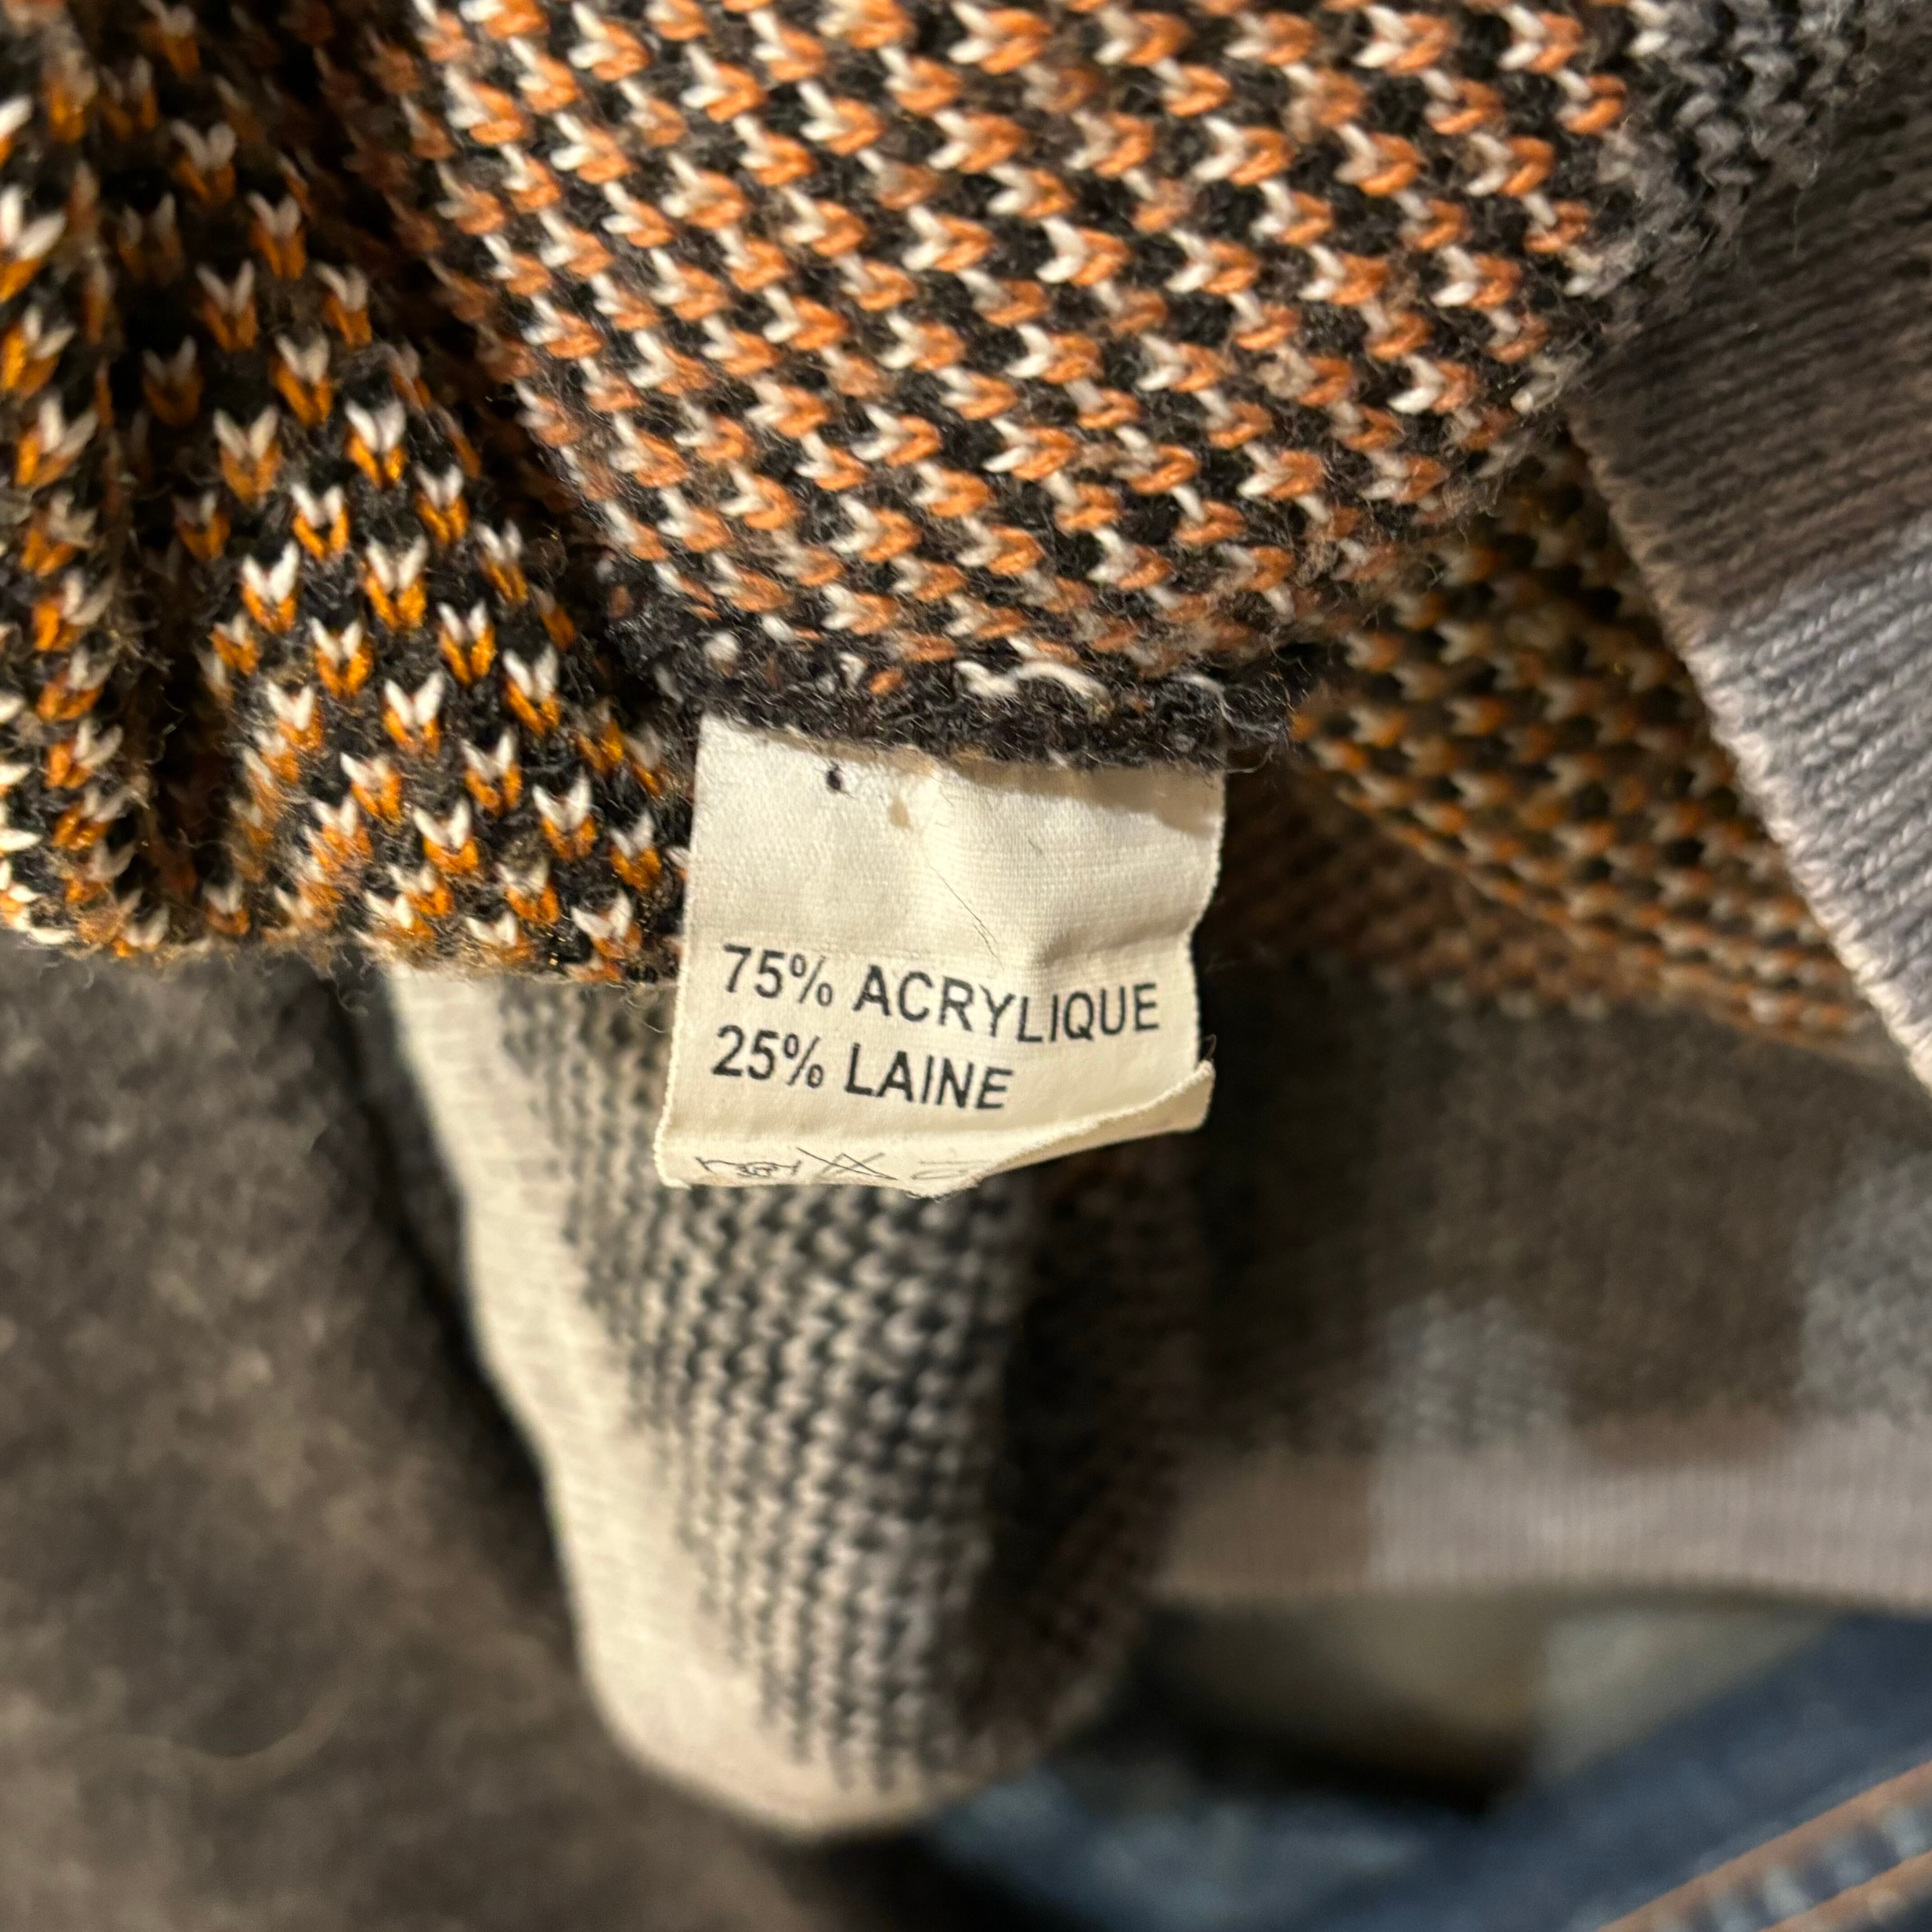 75% ACRYLIQUE
25% LAINE